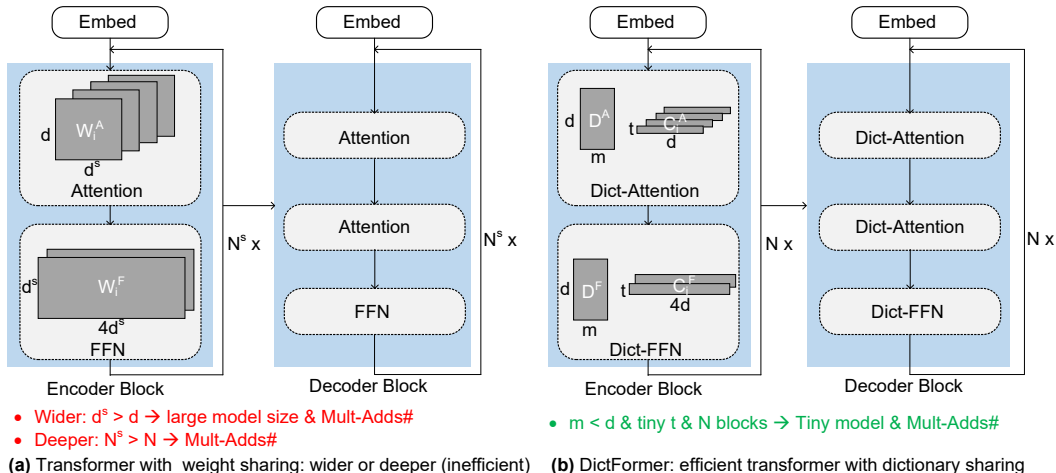 Embed
Embed
d
W_i^A
d^s
Attention
d^s
W_i^F
4d^s
FFN
Encoder Block
N^s x
Attention
Attention
FFN
Decoder Block
N^s x
• Wider: d^s > d → large model size & Mult-Adds#
• Deeper: N^s > N → Mult-Adds#
(a) Transformer with weight sharing: wider or deeper (inefficient)
Embed
Embed
d
D^A
m
t
C_i^A
d
Dict-Attention
d
D^F
m
t
C_i^F
4d
Dict-FFN
Encoder Block
N x
Dict-Attention
Dict-Attention
Dict-FFN
Decoder Block
N x
• m < d & tiny t & N blocks → Tiny model & Mult-Adds#
(b) DictFormer: efficient transformer with dictionary sharing